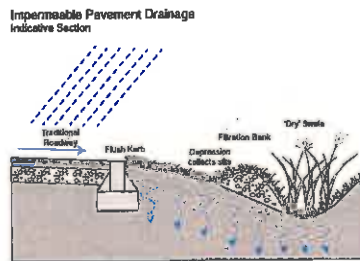 Impermeable Pavement Drainage
Indicative Section
Traditional
Roadway
Flush Kerb
Depression
collects silt
Filtration Bank
'Dry' Swale